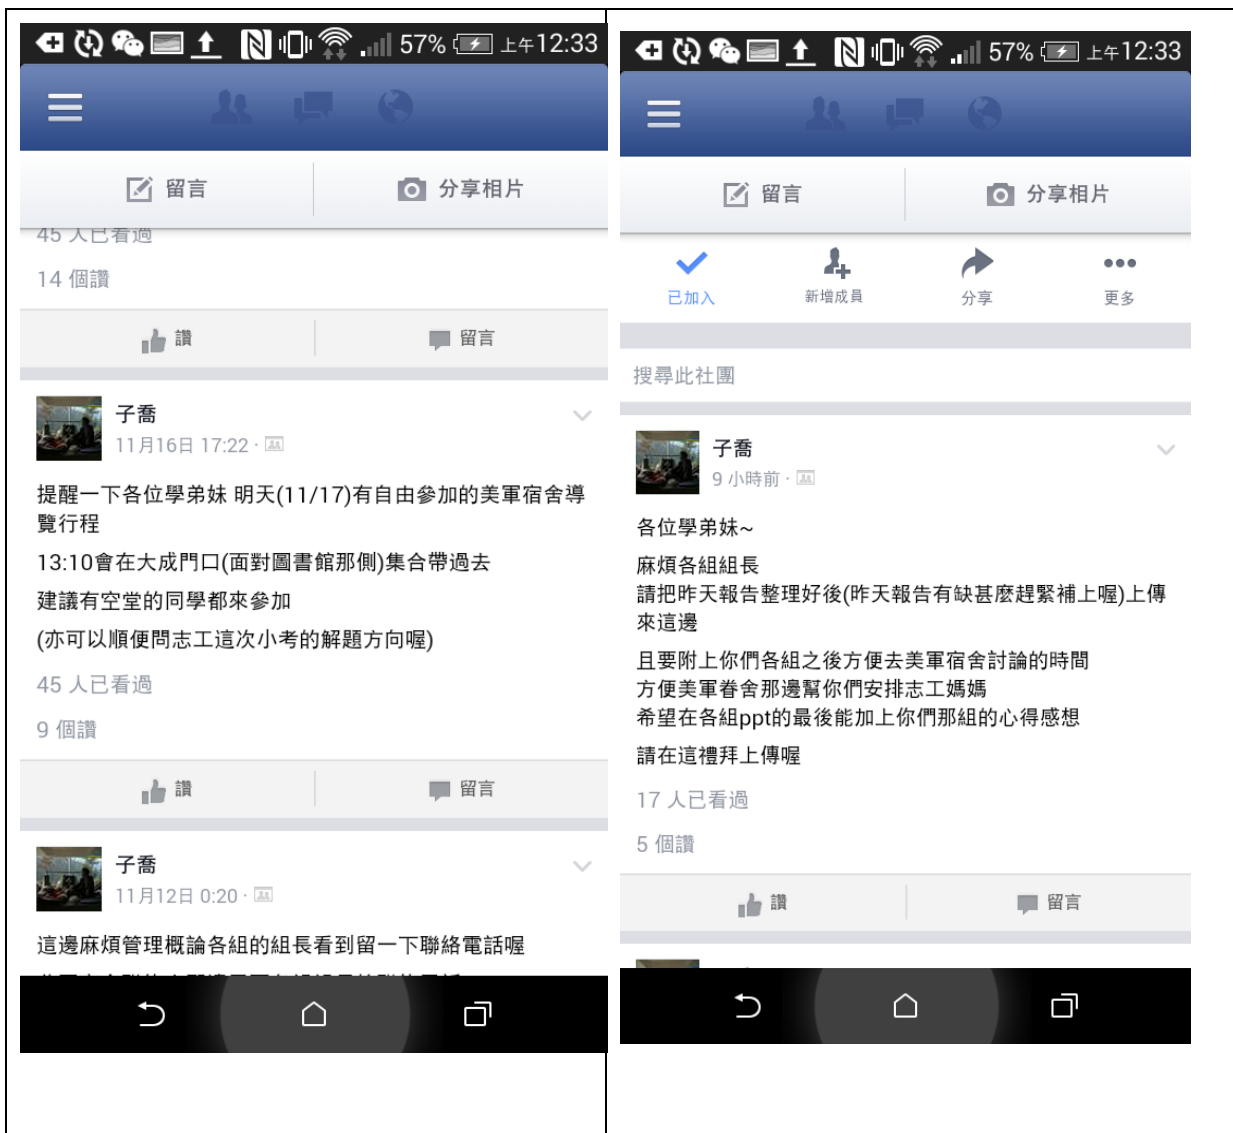 57% 上午12:33
留言 分享相片
45 人已看過
14 個讚
讚 留言
子喬
11月16日 17:22 ·
提醒一下各位學弟妹 明天(11/17)有自由參加的美軍宿舍導
覽行程
13:10會在大成門口(面對圖書館那側)集合帶過去
建議有空堂的同學都來參加
(亦可以順便問志工這次小考的解題方向喔)
45 人已看過
9 個讚
讚 留言
子喬
11月12日 0:20 ·
這邊麻煩管理概論各組的組長看到留一下聯絡電話喔
57% 上午12:33
留言 分享相片
已加入 新增成員 分享 更多
搜尋此社團
子喬
9 小時前 ·
各位學弟妹~
麻煩各組組長
請把昨天報告整理好後(昨天報告有缺甚麼趕緊補上喔)上傳
來這邊
且要附上你們各組之後方便去美軍宿舍討論的時間
方便美軍眷舍那邊幫你們安排志工媽媽
希望在各組ppt的最後能加上你們那組的心得感想
請在這禮拜上傳喔
17 人已看過
5 個讚
讚 留言